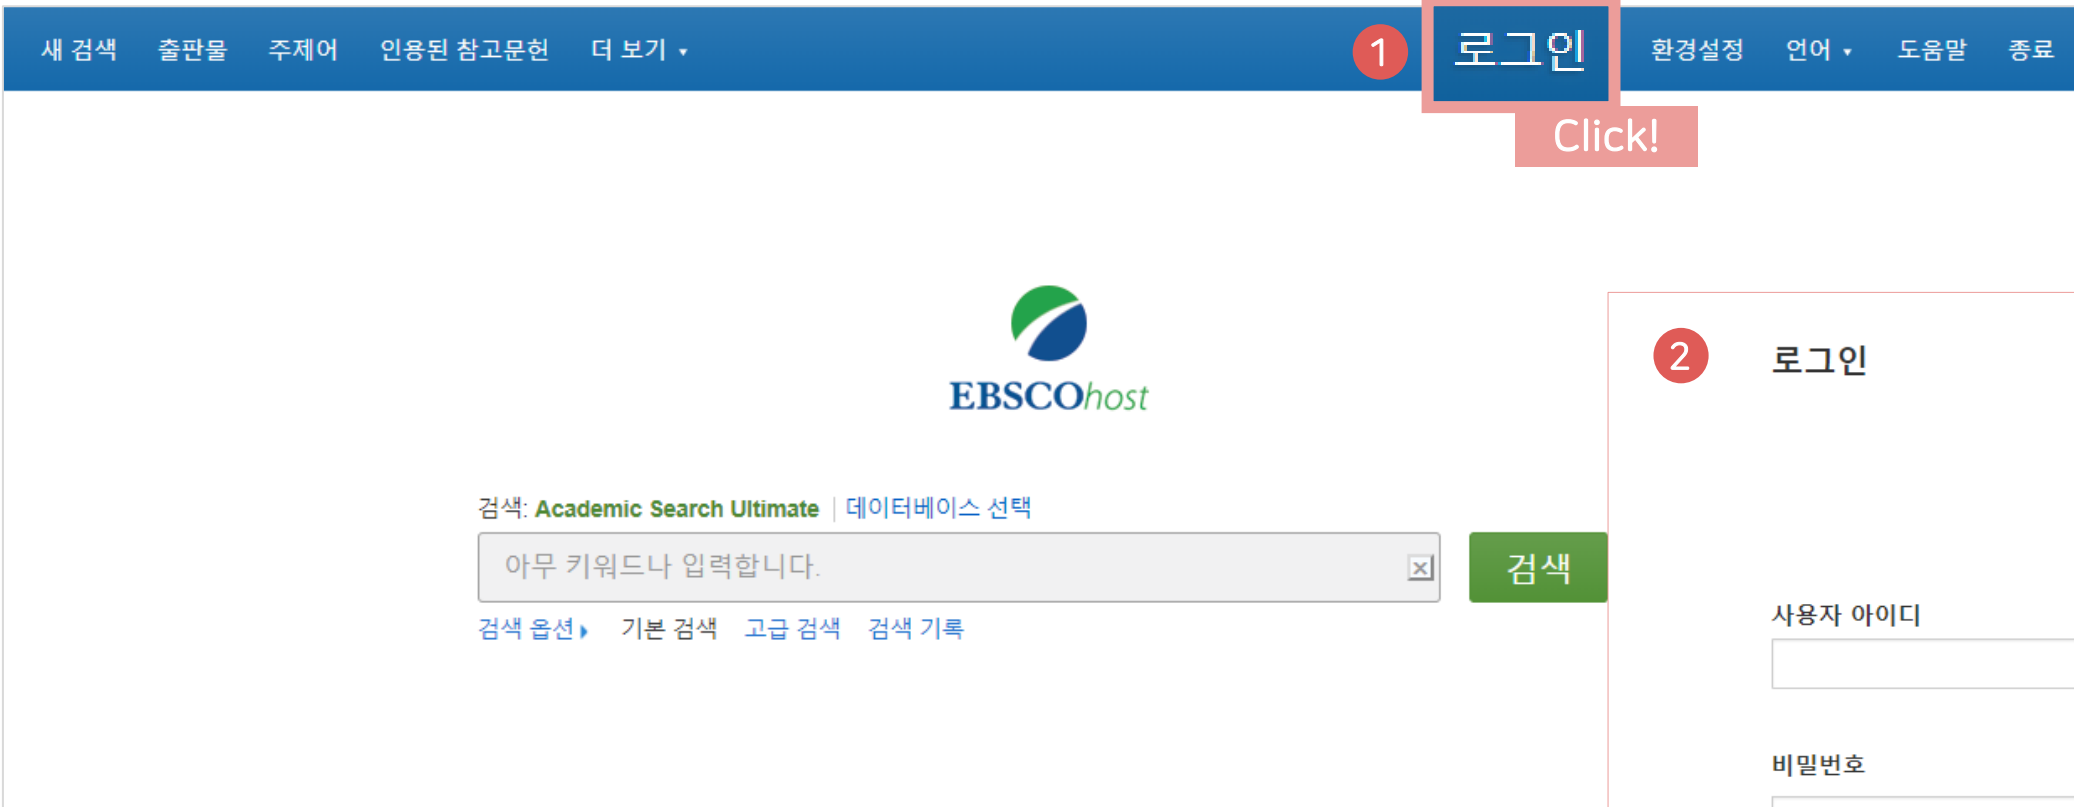 새 검색 출판물 주제어 인용된 참고문헌 더 보기 1 로그인 환경설정 언어 도움말 종료
Click!
EBSCOhost
2 로그인
검색: Academic Search Ultimate 데이터베이스 선택
아무 키워드나 입력합니다. 검색
검색 옵션 기본 검색 고급 검색 검색 기록
사용자 아이디
비밀번호